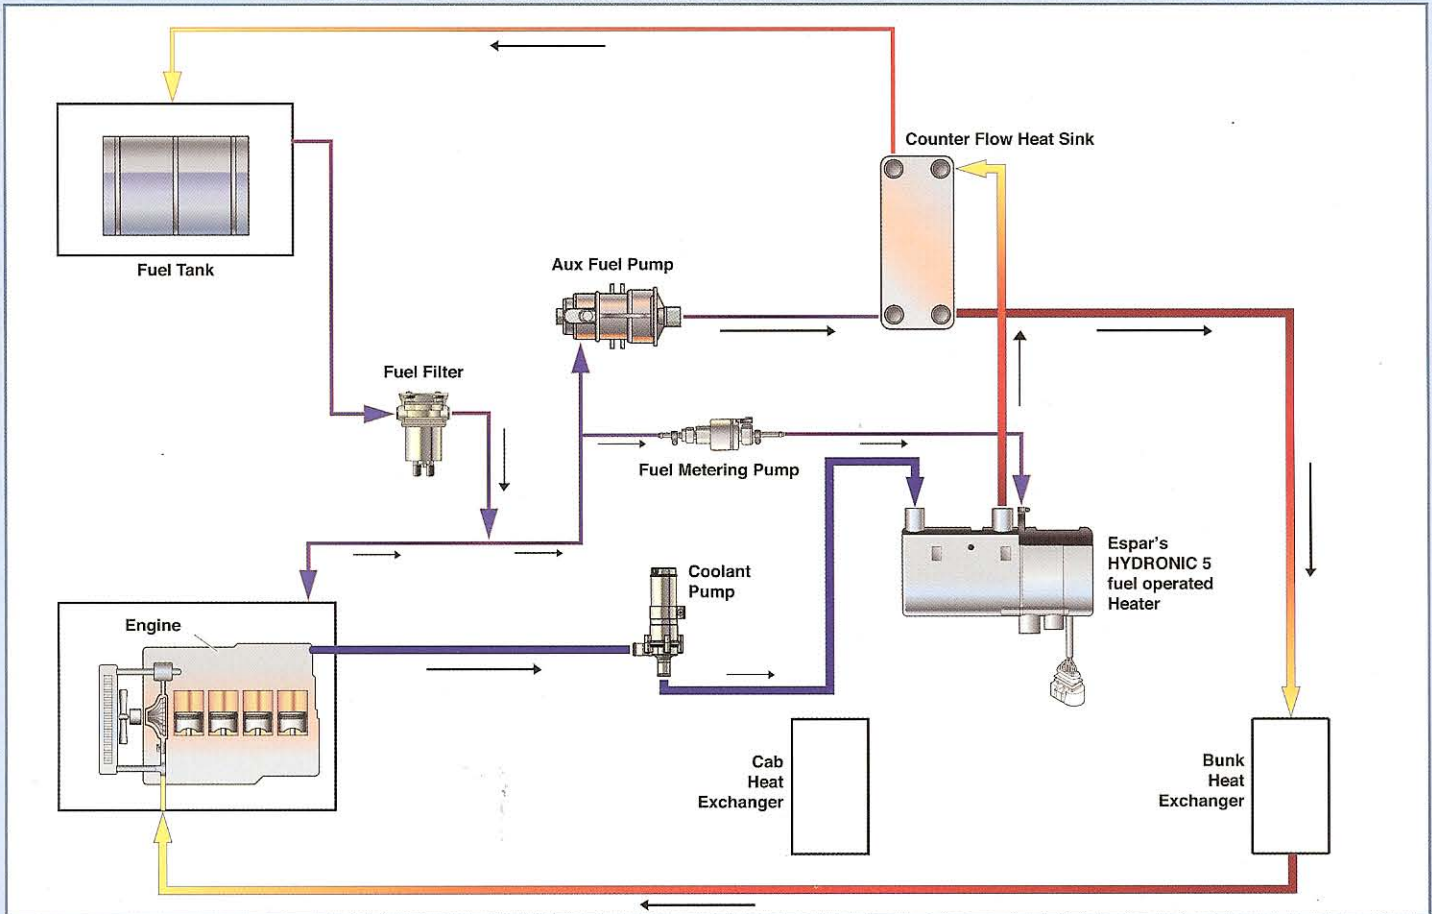 Counter Flow Heat Sink
Fuel Tank
Aux Fuel Pump
Fuel Filter
Fuel Metering Pump
Espar's
HYDRONIC 5
fuel operated
Heater
Coolant
Pump
Engine
Cab
Heat
Exchanger
Bunk
Heat
Exchanger